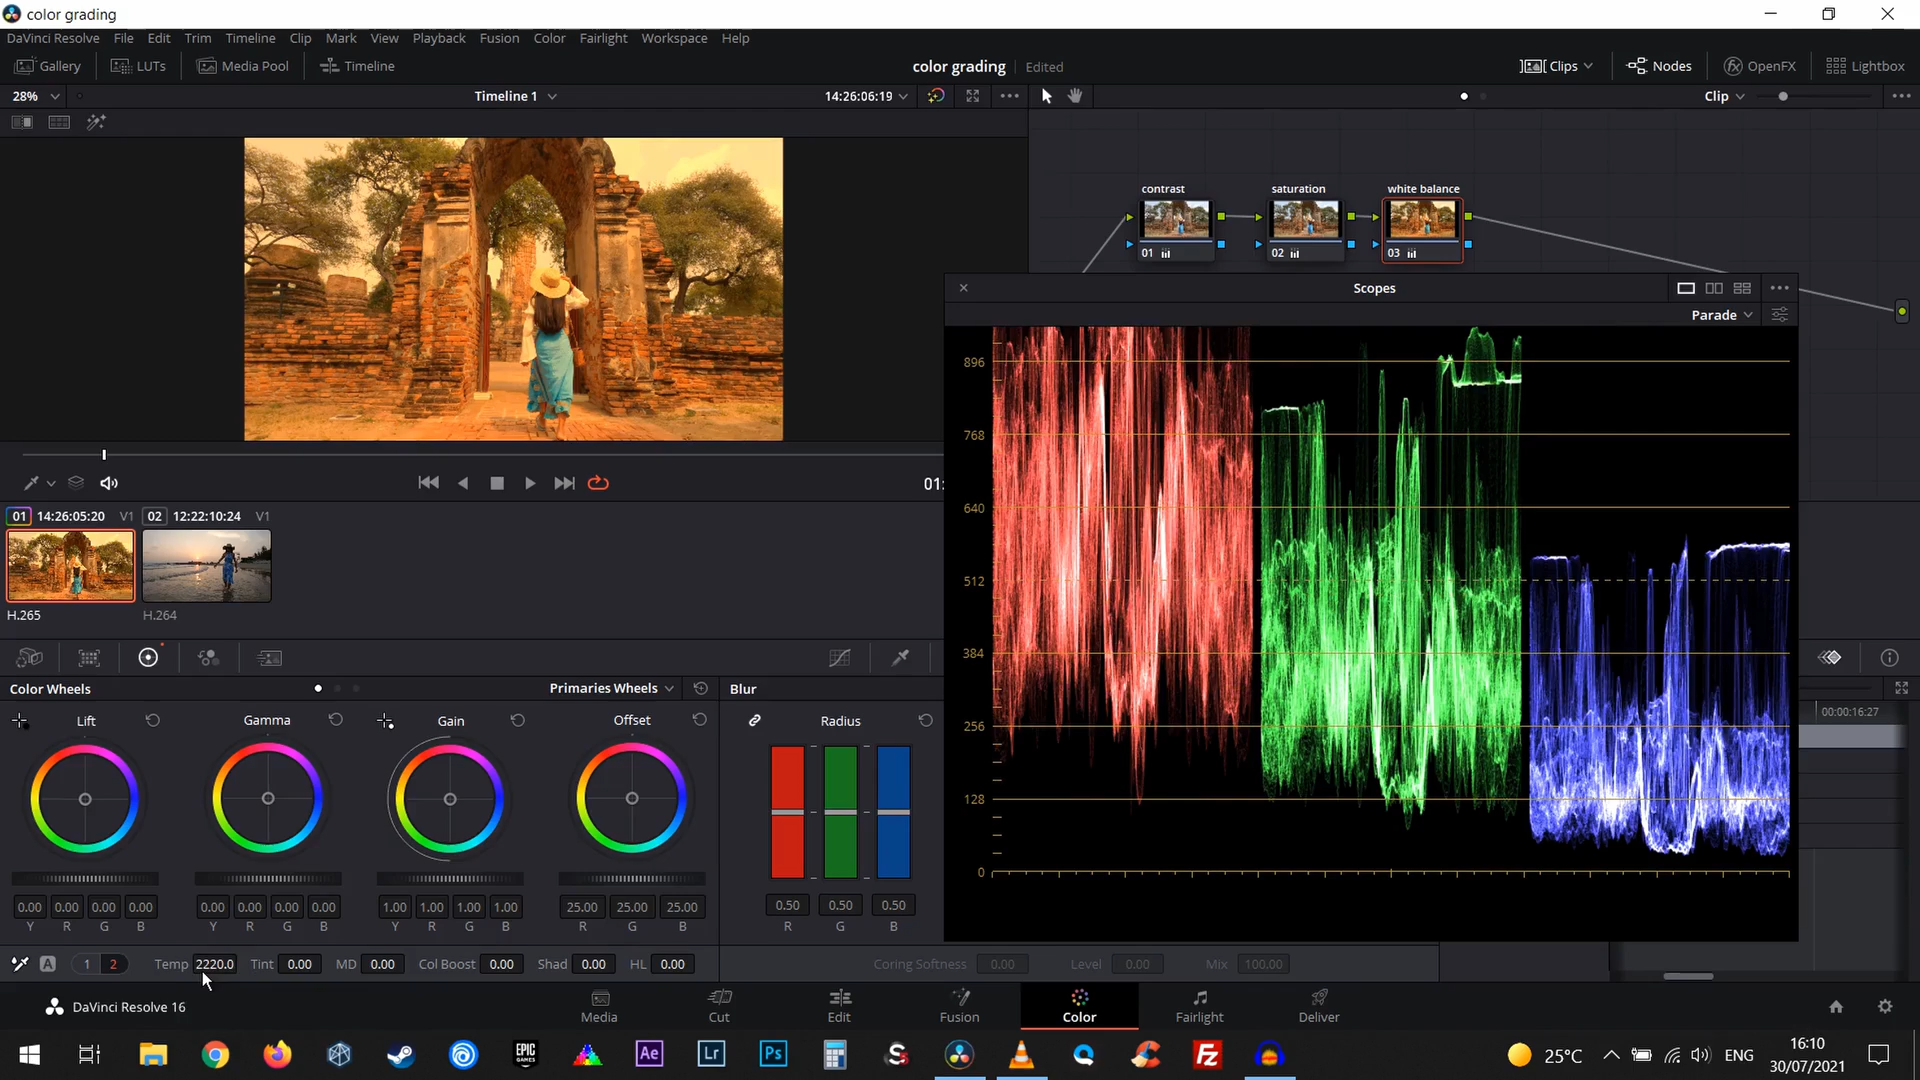 color grading
DaVinci Resolve File Edit Trim Timeline Clip Mark View Playback Fusion Color Fairlight Workspace Help
Gallery LUTs Media Pool Timeline color grading Edited Clips Nodes OpenFX Lightbox
28% Timeline 1 14:26:06:19 Clip
contrast saturation white balance
01 02 03
Scopes
Parade
896
768
640
512
384
256
128
0
01:
01 14:26:05:20 V1 02 12:22:10:24 V1
H.265 H.264
Color Wheels Primaries Wheels Blur
00:00:16:27
Lift Gamma Gain Offset Radius
0.00 0.00 0.00 0.00 0.00 0.00 0.00 0.00 1.00 1.00 1.00 1.00 25.00 25.00 25.00 0.50 0.50 0.50
Y R G B Y R G B Y R G B R G B R G B
A 1 2 Temp 2220.0 Tint 0.00 MD 0.00 Col Boost 0.00 Shad 0.00 HL 0.00 Coring Softness 0.00 Level 0.00 Mix 100.00
DaVinci Resolve 16 Media Cut Edit Fusion Color Fairlight Deliver
EPIC GAMES Ae Lr Ps S Fz 25°C ENG 16:10
30/07/2021